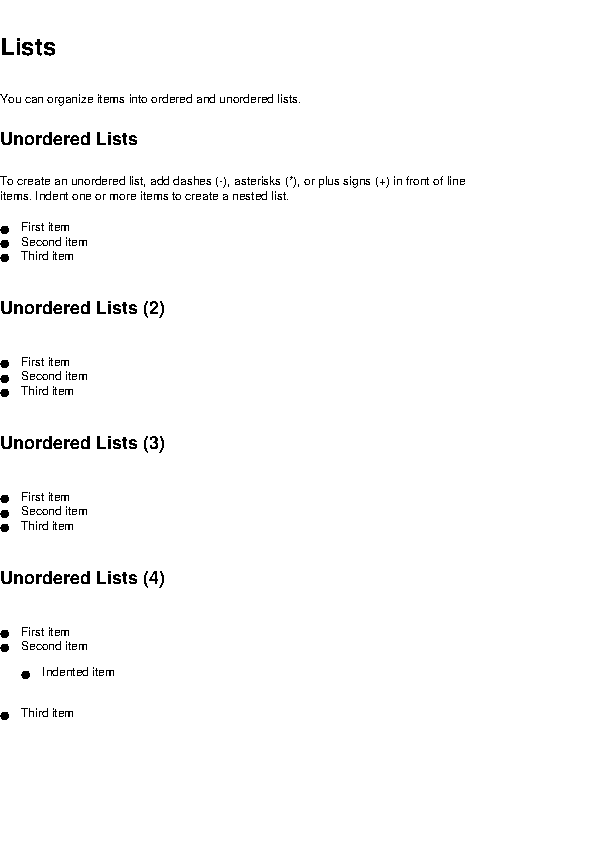 Lists
You can organize items into ordered and unordered lists.
Unordered Lists
To create an unordered list, add dashes (-), asterisks (*), or plus signs (+) in front of line
items. Indent one or more items to create a nested list.
● First item
● Second item
● Third item
Unordered Lists (2)
● First item
● Second item
● Third item
Unordered Lists (3)
● First item
● Second item
● Third item
Unordered Lists (4)
● First item
● Second item
● Indented item
● Third item